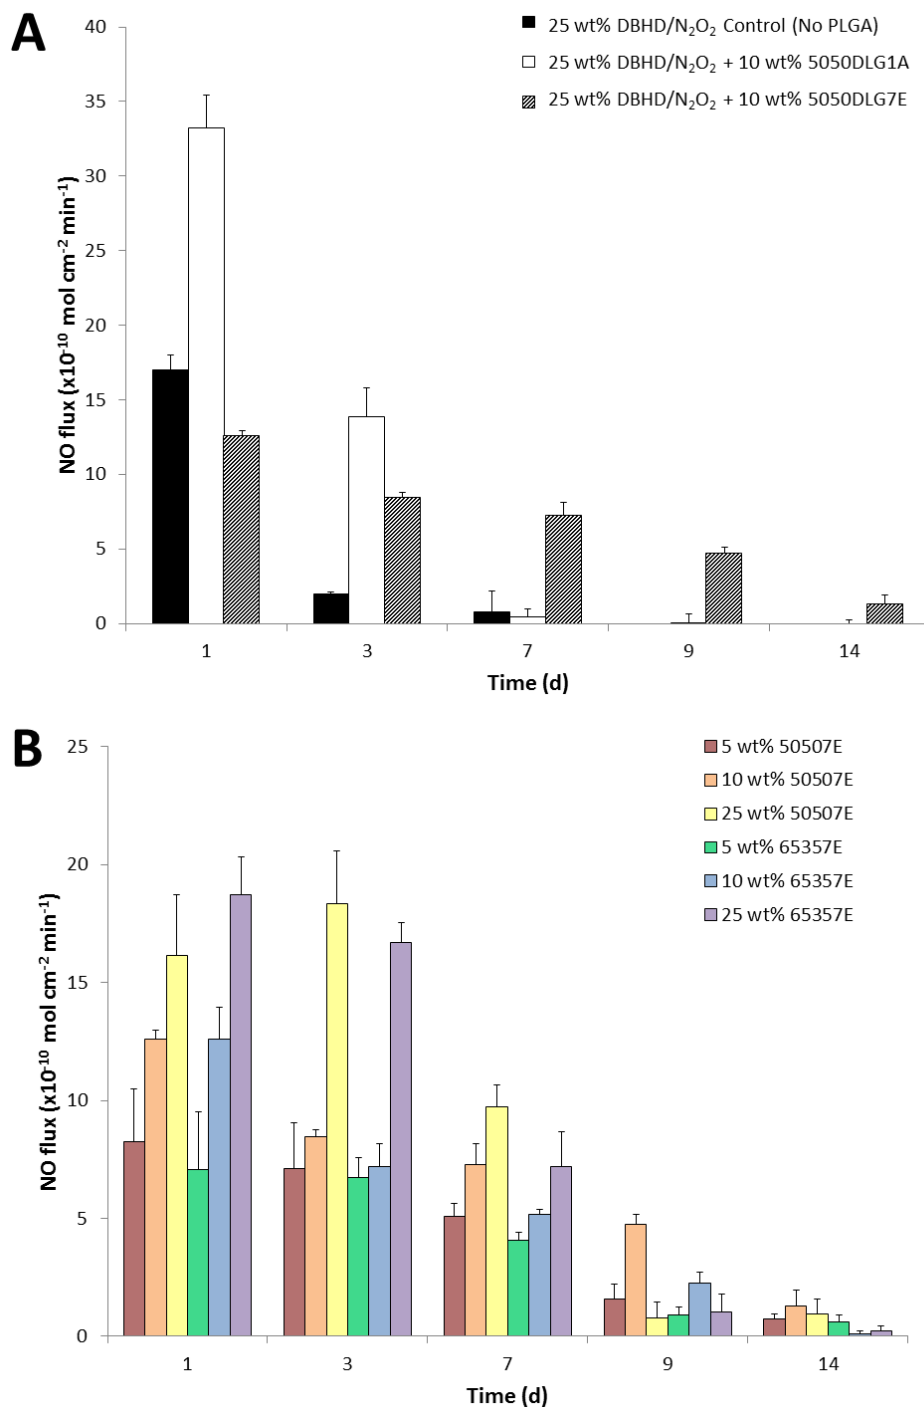 A
40
35
30
25
20
15
10
5
0
NO flux (x10⁻¹⁰ mol cm⁻² min⁻¹)
25 wt% DBHD/N₂O₂ Control (No PLGA)
25 wt% DBHD/N₂O₂ + 10 wt% 5050DLG1A
25 wt% DBHD/N₂O₂ + 10 wt% 5050DLG7E
1 3 7 9 14
Time (d)
B
25
20
15
10
5
0
NO flux (x10⁻¹⁰ mol cm⁻² min⁻¹)
5 wt% 50507E
10 wt% 50507E
25 wt% 50507E
5 wt% 65357E
10 wt% 65357E
25 wt% 65357E
1 3 7 9 14
Time (d)